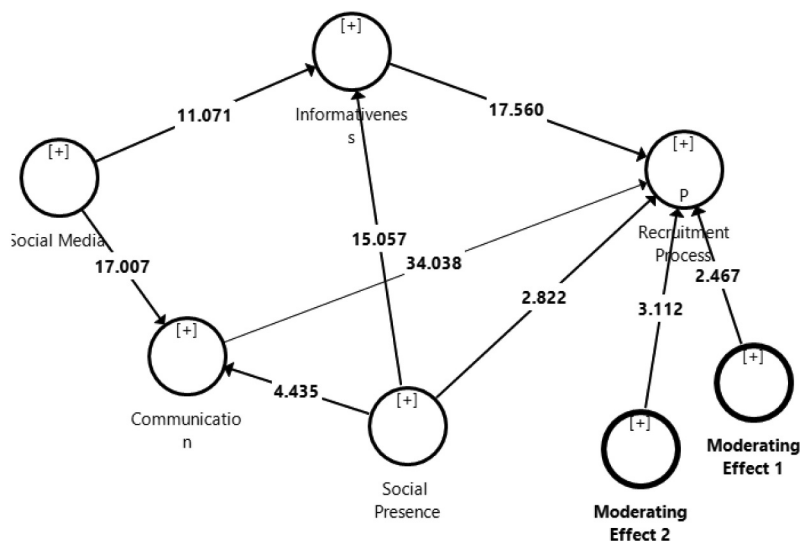 [+]
Informativenes
s
11.071
17.560
[+]
P
Recruitment
Process
[+]
Social Media
17.007
15.057
34.038
2.822
3.112
2.467
[+]
Communicatio
n
4.435
[+]
Social
Presence
[+]
Moderating
Effect 2
[+]
Moderating
Effect 1